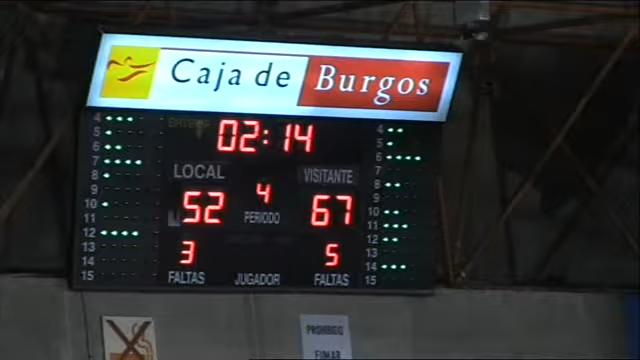 Caja de Burgos
02:14
LOCAL 4 VISITANTE
52 PERIODO 67
3 5
FALTAS JUGADOR FALTAS
4 4
5 5
6 6
7 7
8 8
9 9
10 10
11 11
12 12
13 13
14 14
15 15
PROHIBIDO
FUMAR